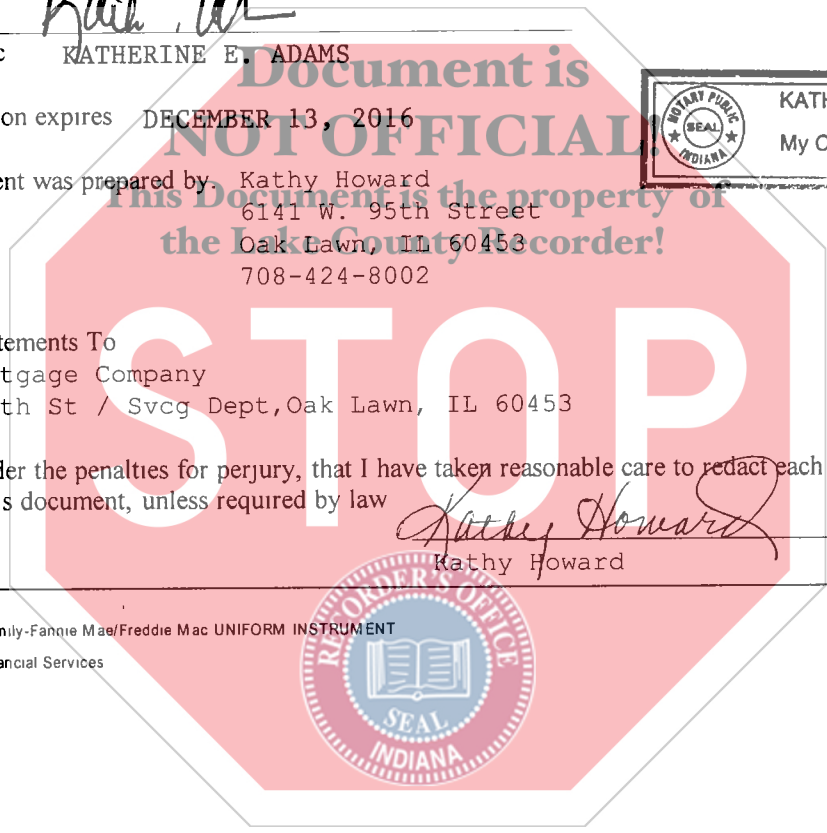 c KATHERINE E. ADAMS
Document is
on expires DECEMBER 13, 2016
NOT OFFICIAL!
NOTARY PUBLIC
SEAL
INDIANA
KATH
My C
ent was prepared by. Kathy Howard
This Document is the property of
6141 W. 95th Street
the Lake County Recorder!
Oak Lawn, IL 60453
708-424-8002
STOP
tements To
tgage Company
th St / Svcg Dept,Oak Lawn, IL 60453
er the penalties for perjury, that I have taken reasonable care to redact each
s document, unless required by law
Kathy Howard
Kathy Howard
RECORDER'S OFFICE
SEAL
INDIANA
nily-Fannie Mae/Freddie Mac UNIFORM INSTRUMENT
ancial Services